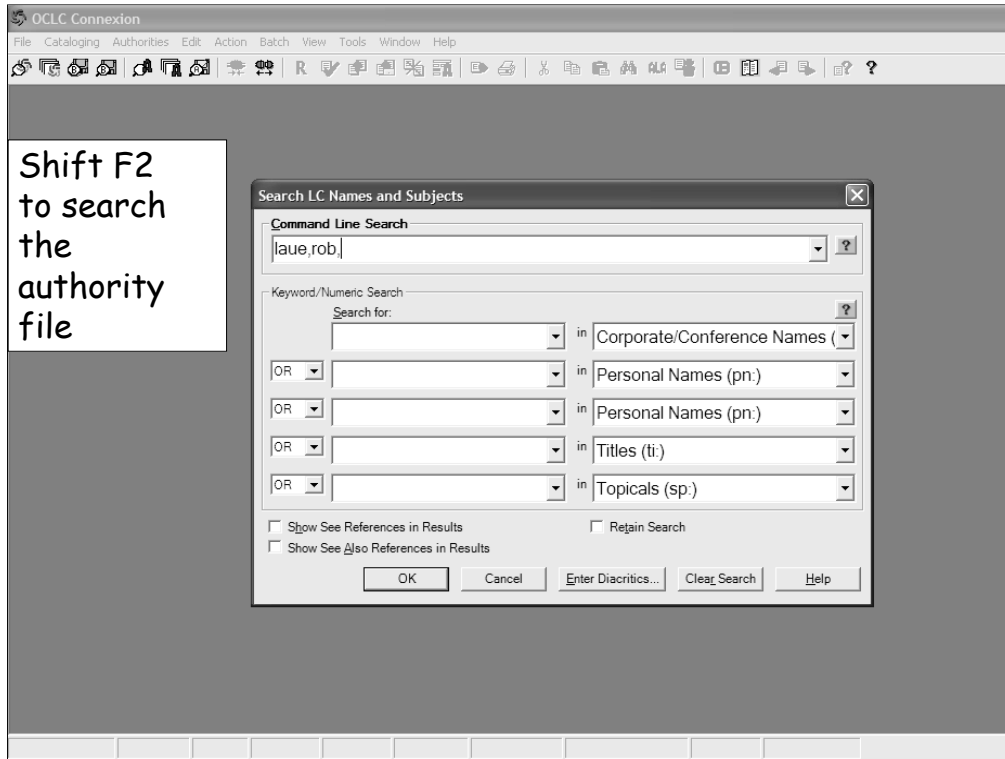 OCLC Connexion
File Cataloging Authorities Edit Action Batch View Tools Window Help
R ALA ? ?
Shift F2
to search
the
authority
file
Search LC Names and Subjects
Command Line Search
laue,rob,
?
Keyword/Numeric Search
?
Search for:
in Corporate/Conference Names (
OR in Personal Names (pn:)
OR in Personal Names (pn:)
OR in Titles (ti:)
OR in Topicals (sp:)
Show See References in Results Retain Search
Show See Also References in Results
OK Cancel Enter Diacritics... Clear Search Help